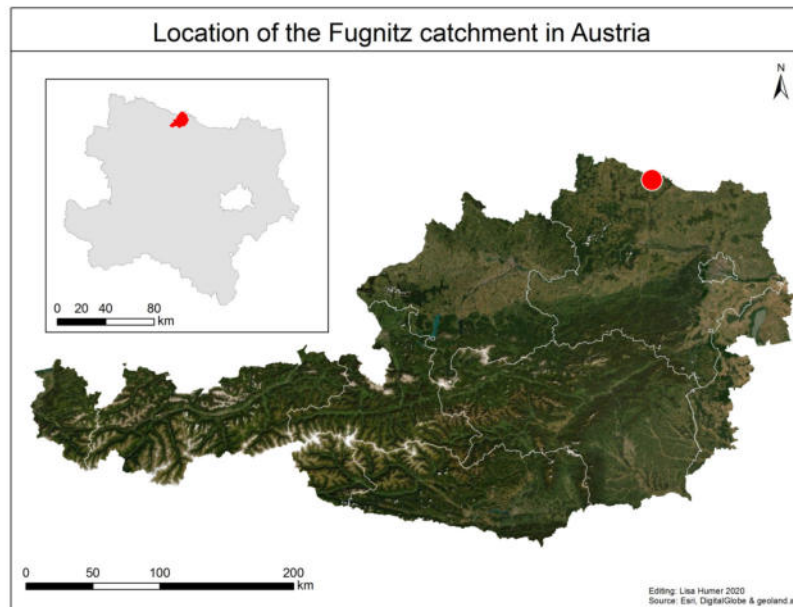 Location of the Fugnitz catchment in Austria
N
0 20 40 80
km
0 50 100 200
km
Editing: Lisa Humer 2020
Source: Esri, DigitalGlobe & geoland.a